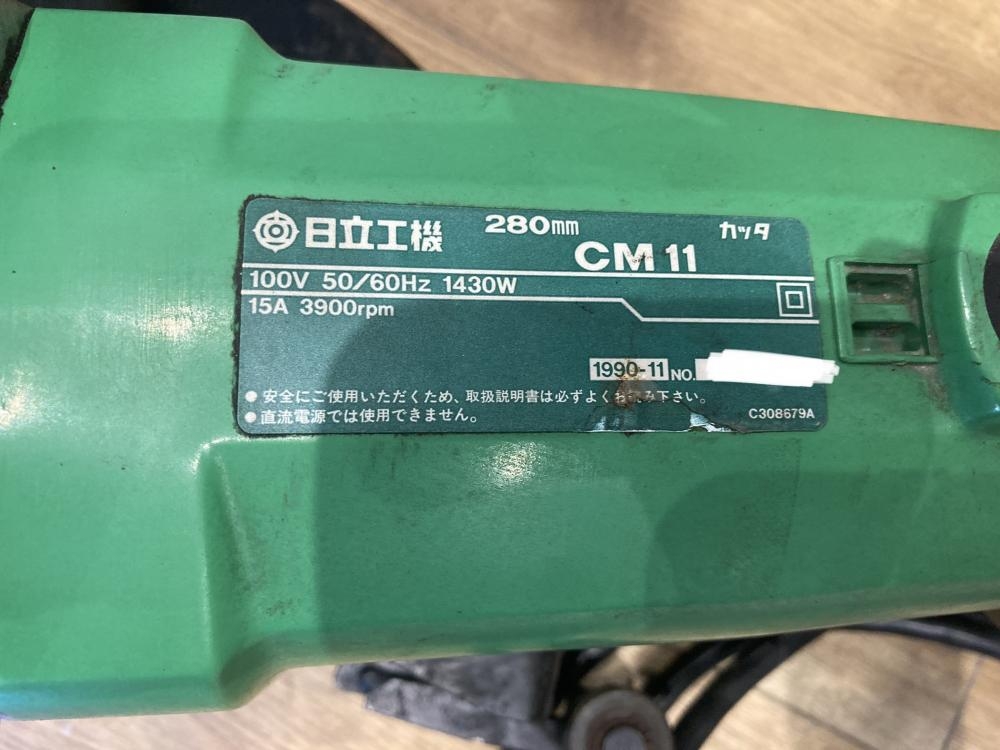 日立工機 280mm カッタ
CM 11
100V 50/60Hz 1430W
15A 3900rpm
1990-11 NO.
● 安全にご使用いただくため、取扱説明書は必ずよくお読み下さい。
● 直流電源では使用できません。
C308679A